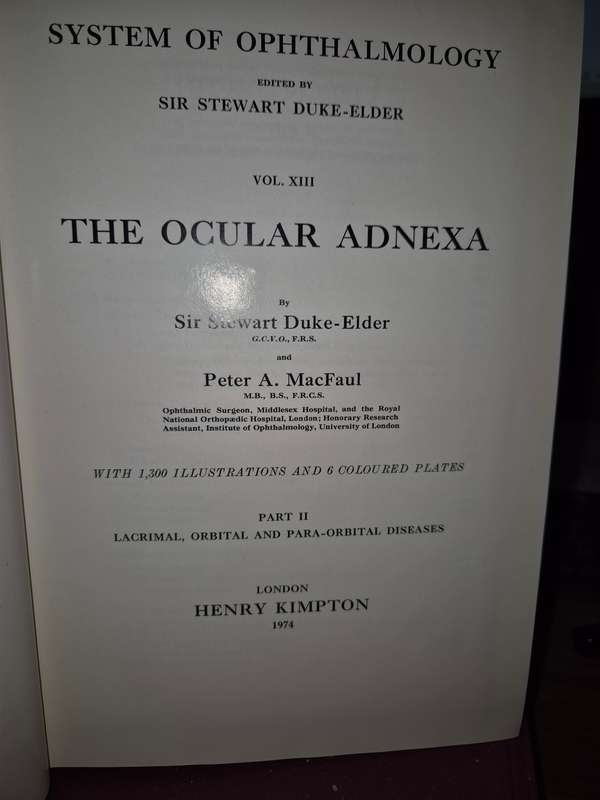 SYSTEM OF OPHTHALMOLOGY
EDITED BY
SIR STEWART DUKE-ELDER
VOL. XIII
THE OCULAR ADNEXA
By
Sir Stewart Duke-Elder
G.C.V.O., F.R.S.
and
Peter A. MacFaul
M.B., B.S., F.R.C.S.
Ophthalmic Surgeon, Middlesex Hospital, and the Royal
National Orthopædic Hospital, London; Honorary Research
Assistant, Institute of Ophthalmology, University of London
WITH 1,300 ILLUSTRATIONS AND 6 COLOURED PLATES
PART II
LACRIMAL, ORBITAL AND PARA-ORBITAL DISEASES
LONDON
HENRY KIMPTON
1974